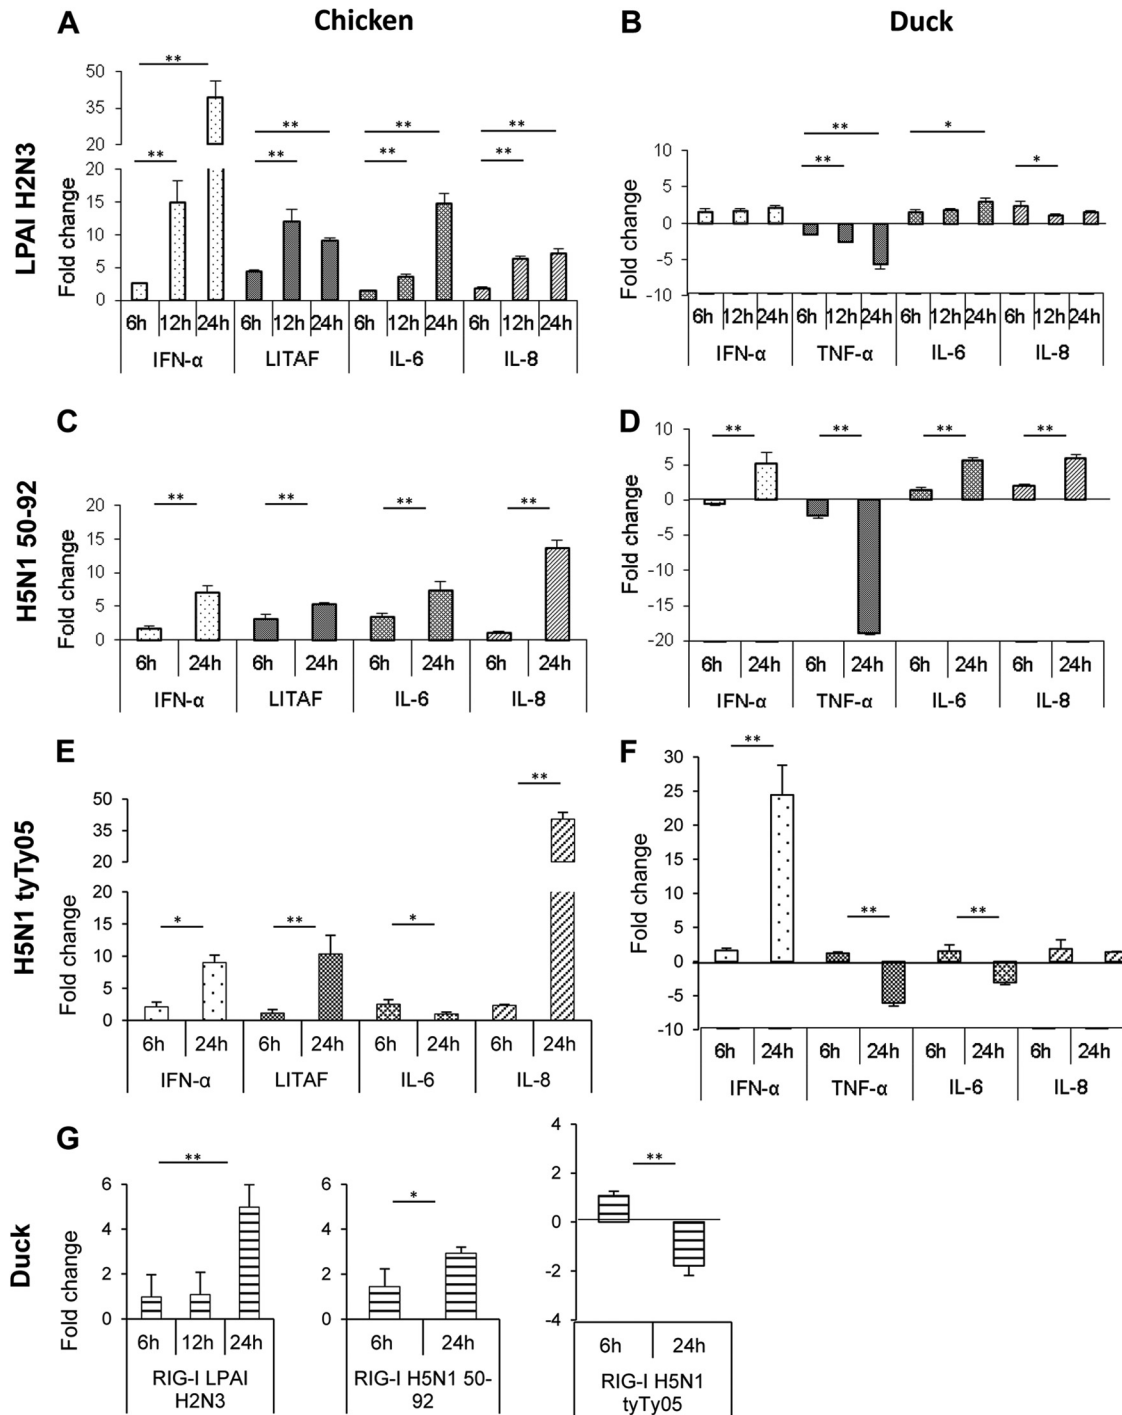 A
Chicken
B
Duck
LPAI H2N3
Fold change
50
35
20
20
15
10
5
0
**
**
**
**
**
**
**
**
6h 12h 24h 6h 12h 24h 6h 12h 24h 6h 12h 24h
IFN-α LITAF IL-6 IL-8
Fold change
10
5
0
-5
-10
**
**
*
*
6h 12h 24h 6h 12h 24h 6h 12h 24h 6h 12h 24h
IFN-α TNF-α IL-6 IL-8
H5N1 50-92
C
Fold change
20
15
10
5
0
** ** ** **
6h 24h 6h 24h 6h 24h 6h 24h
IFN-α LITAF IL-6 IL-8
D
Fold change
10
5
0
-5
-10
-15
-20
** ** ** **
6h 24h 6h 24h 6h 24h 6h 24h
IFN-α TNF-α IL-6 IL-8
H5N1 tyTy05
E
Fold change
50
35
20
20
15
10
5
0
* ** * **
6h 24h 6h 24h 6h 24h 6h 24h
IFN-α LITAF IL-6 IL-8
F
Fold change
30
25
20
15
10
5
0
-5
-10
** ** **
6h 24h 6h 24h 6h 24h 6h 24h
IFN-α TNF-α IL-6 IL-8
Duck
G
Fold change
6
4
2
0
**
6h 12h 24h
RIG-I LPAI
H2N3
6
4
2
0
*
6h 24h
RIG-I H5N1 50-
92
4
2
0
-2
-4
**
6h 24h
RIG-I H5N1
tyTy05